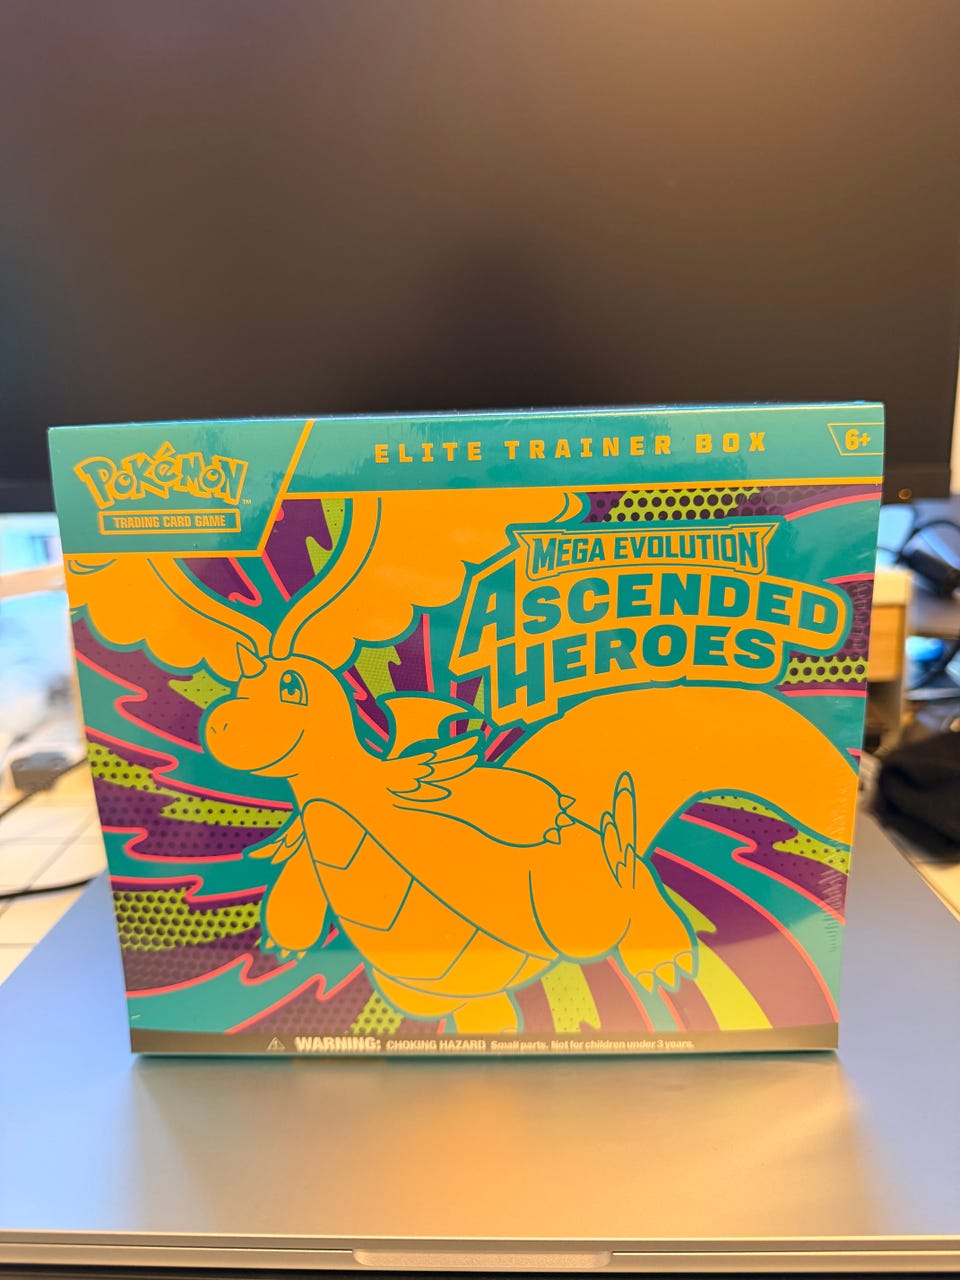 POKéMON™
TRADING CARD GAME
ELITE TRAINER BOX
6+
MEGA EVOLUTION
ASCENDED
HEROES
⚠ WARNING: CHOKING HAZARD Small parts. Not for children under 3 years.